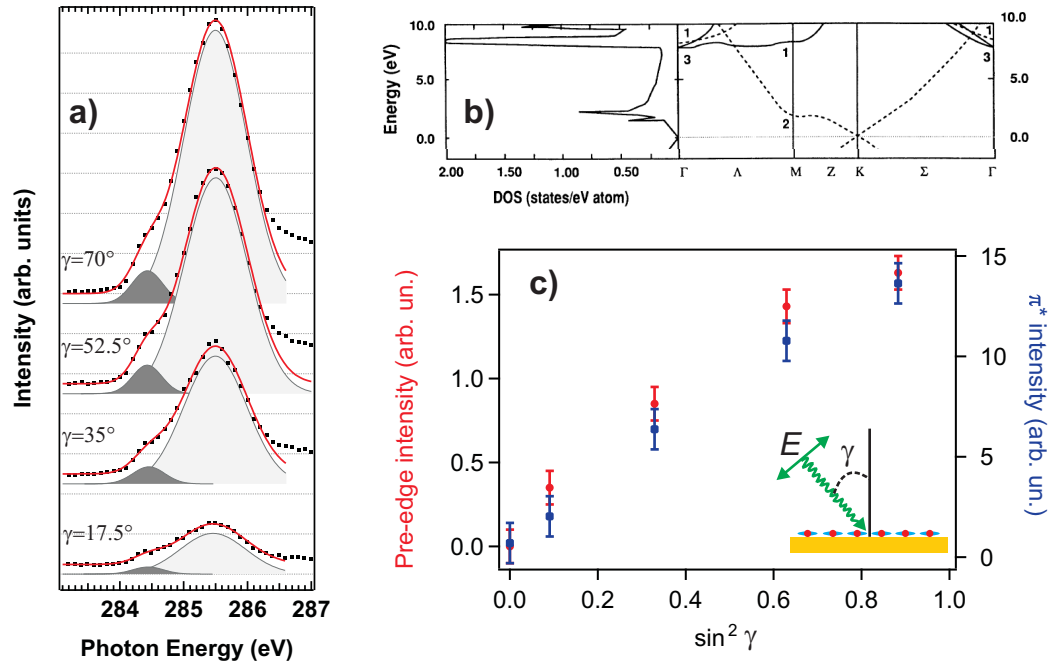 a)
Intensity (arb. units)
γ=70°
γ=52.5°
γ=35°
γ=17.5°
284 285 286 287
Photon Energy (eV)
b)
Energy (eV)
10.0
5.0
0.0
2.00 1.00 1.00 0.50
DOS (states/eV atom)
1
3
1
2
1
3
Γ Λ M Z K Σ Γ
10.0
5.0
0.0
c)
Pre-edge intensity (arb. un.)
1.5
1.0
0.5
0.0
π* intensity (arb. un.)
15
10
5
0
E γ
0.0 0.2 0.4 0.6 0.8 1.0
sin² γ